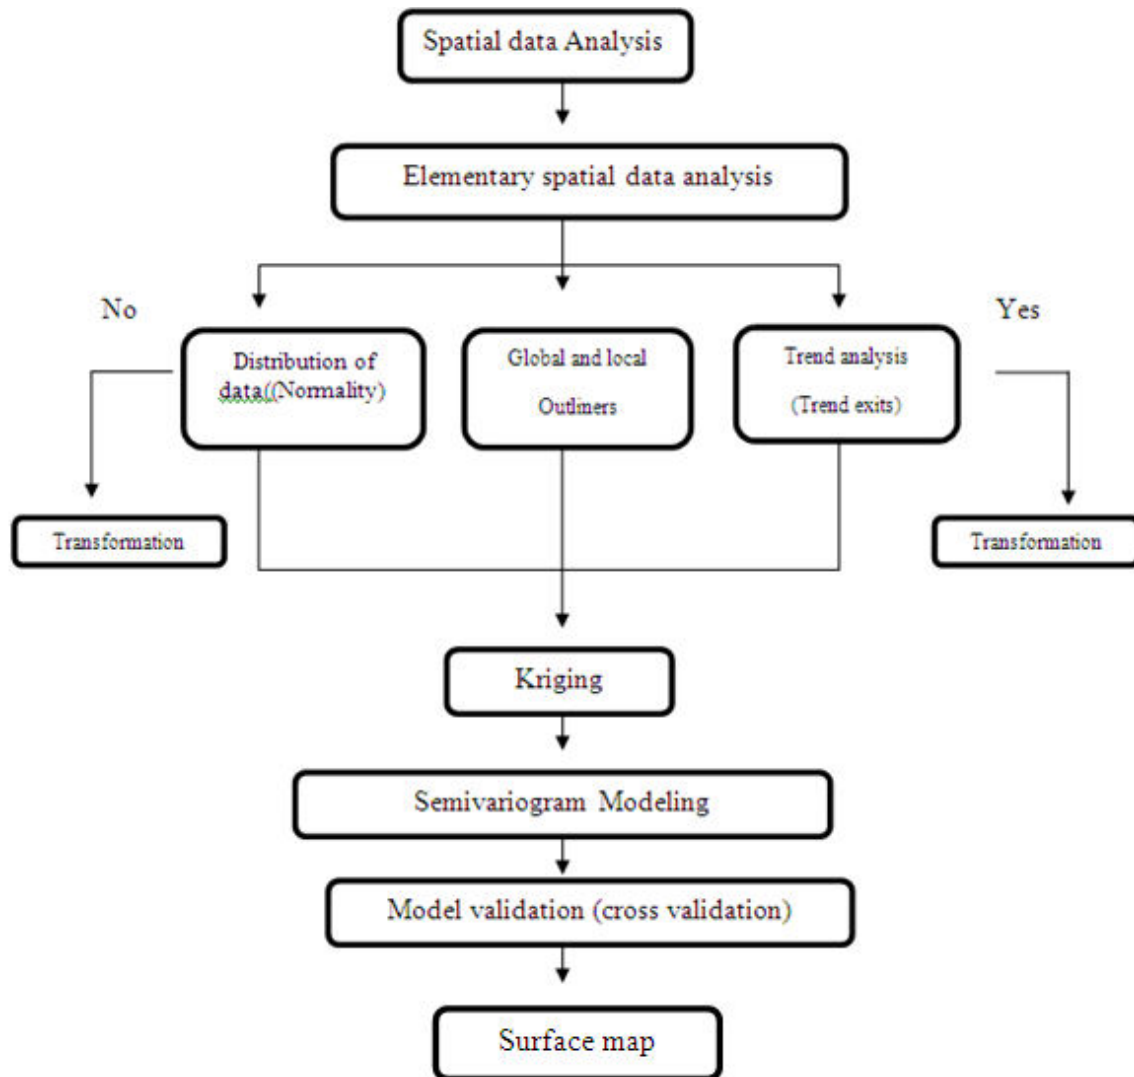 Spatial data Analysis
Elementary spatial data analysis
No
Yes
Distribution of
data((Normality)
Global and local
Outliners
Trend analysis
(Trend exits)
Transformation
Transformation
Kriging
Semivariogram Modeling
Model validation (cross validation)
Surface map